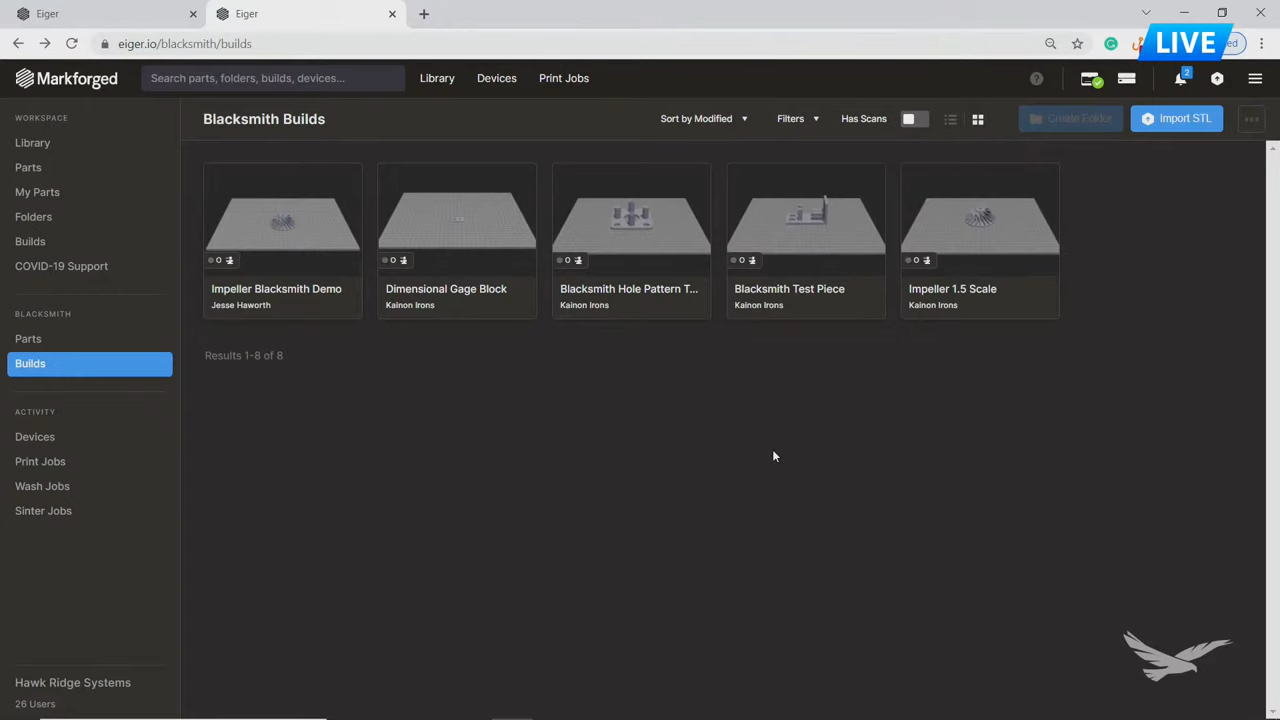 Eiger
Eiger
eiger.io/blacksmith/builds
LIVE
Markforged
Search parts, folders, builds, devices...
Library
Devices
Print Jobs
2
WORKSPACE
Library
Parts
My Parts
Folders
Builds
COVID-19 Support
BLACKSMITH
Parts
Builds
ACTIVITY
Devices
Print Jobs
Wash Jobs
Sinter Jobs
Hawk Ridge Systems
26 Users
Blacksmith Builds
Sort by Modified
Filters
Has Scans
Create Folder
Import STL
0
Impeller Blacksmith Demo
Jesse Haworth
0
Dimensional Gage Block
Kainon Irons
0
Blacksmith Hole Pattern T...
Kainon Irons
0
Blacksmith Test Piece
Kainon Irons
0
Impeller 1.5 Scale
Kainon Irons
Results 1-8 of 8